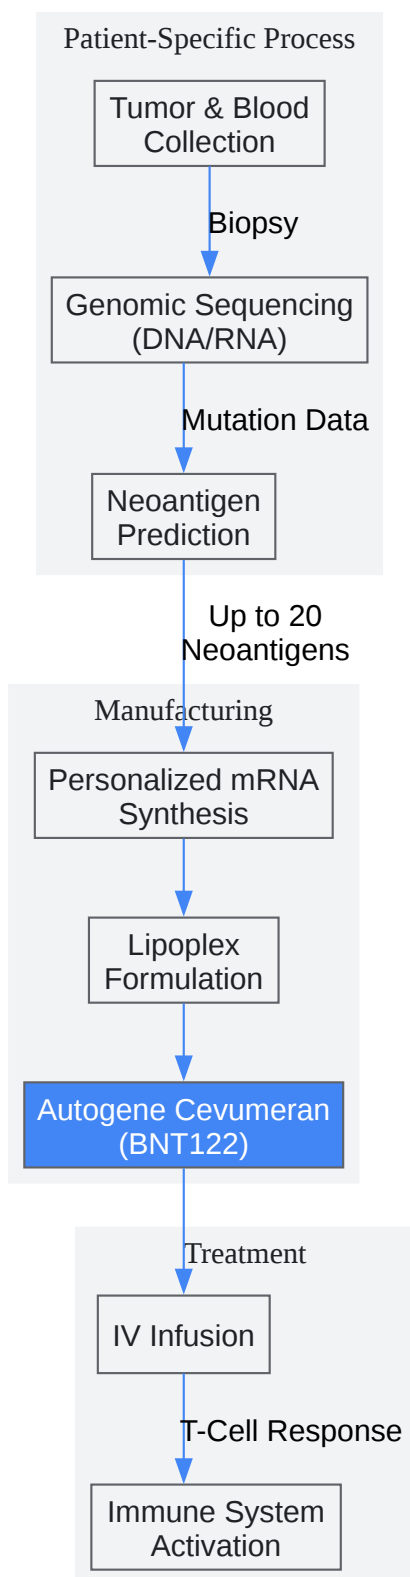 Patient-Specific Process
Tumor & Blood
Collection
Biopsy
Genomic Sequencing
(DNA/RNA)
Mutation Data
Neoantigen
Prediction
Up to 20
Neoantigens
Manufacturing
Personalized mRNA
Synthesis
Lipoplex
Formulation
Autogene Cevumeran
(BNT122)
Treatment
IV Infusion
T-Cell Response
Immune System
Activation